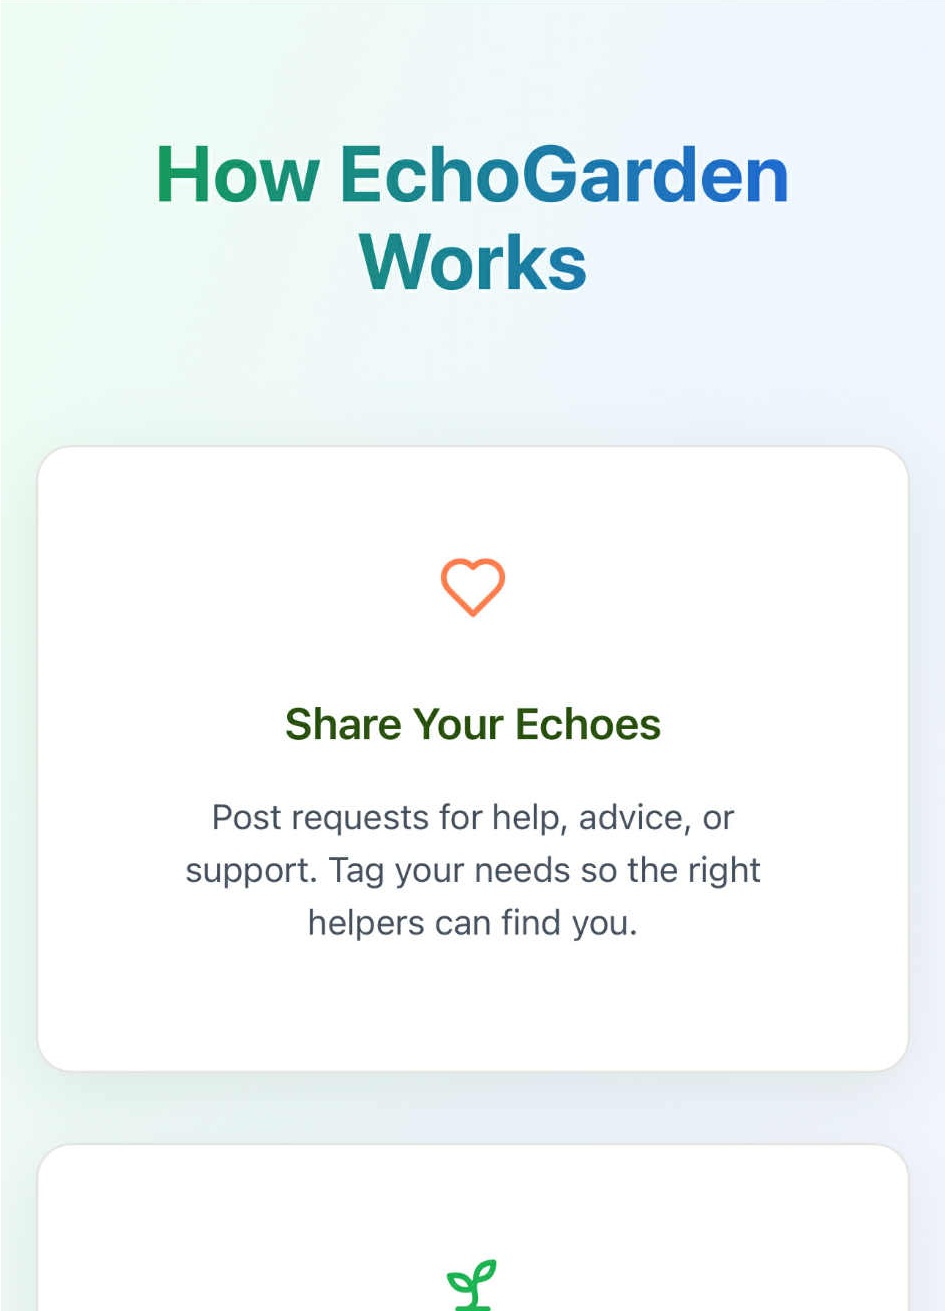 How EchoGarden
Works
Share Your Echoes
Post requests for help, advice, or
support. Tag your needs so the right
helpers can find you.